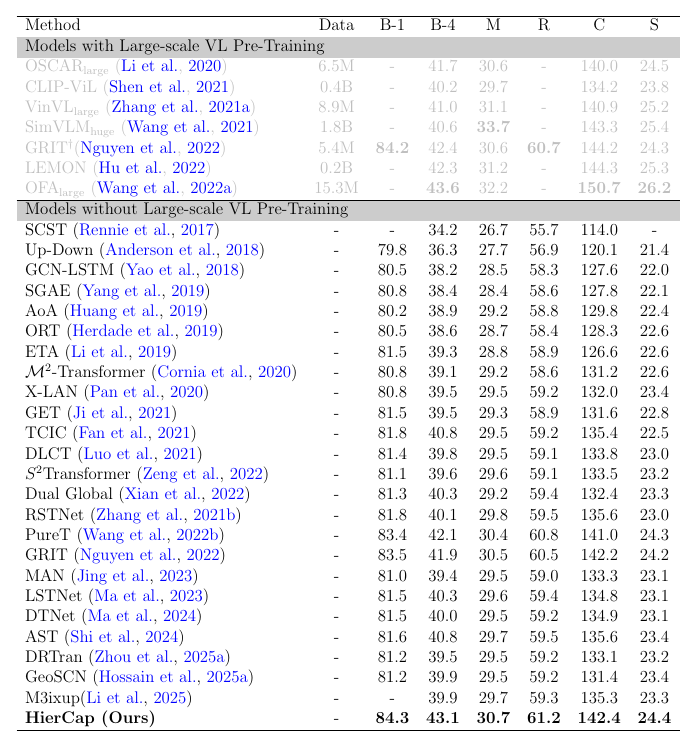 Method Data B-1 B-4 M R C S
Models with Large-scale VL Pre-Training
OSCARlarge (Li et al., 2020) 6.5M - 41.7 30.6 - 140.0 24.5
CLIP-ViL (Shen et al., 2021) 0.4B - 40.2 29.7 - 134.2 23.8
VinVLlarge (Zhang et al., 2021a) 8.9M - 41.0 31.1 - 140.9 25.2
SimVLMhuge (Wang et al., 2021) 1.8B - 40.6 33.7 - 143.3 25.4
GRIT†(Nguyen et al., 2022) 5.4M 84.2 42.4 30.6 60.7 144.2 24.3
LEMON (Hu et al., 2022) 0.2B - 42.3 31.2 - 144.3 25.3
OFAlarge (Wang et al., 2022a) 15.3M - 43.6 32.2 - 150.7 26.2
Models without Large-scale VL Pre-Training
SCST (Rennie et al., 2017) - - 34.2 26.7 55.7 114.0 -
Up-Down (Anderson et al., 2018) - 79.8 36.3 27.7 56.9 120.1 21.4
GCN-LSTM (Yao et al., 2018) - 80.5 38.2 28.5 58.3 127.6 22.0
SGAE (Yang et al., 2019) - 80.8 38.4 28.4 58.6 127.8 22.1
AoA (Huang et al., 2019) - 80.2 38.9 29.2 58.8 129.8 22.4
ORT (Herdade et al., 2019) - 80.5 38.6 28.7 58.4 128.3 22.6
ETA (Li et al., 2019) - 81.5 39.3 28.8 58.9 126.6 22.6
M²-Transformer (Cornia et al., 2020) - 80.8 39.1 29.2 58.6 131.2 22.6
X-LAN (Pan et al., 2020) - 80.8 39.5 29.5 59.2 132.0 23.4
GET (Ji et al., 2021) - 81.5 39.5 29.3 58.9 131.6 22.8
TCIC (Fan et al., 2021) - 81.8 40.8 29.5 59.2 135.4 22.5
DLCT (Luo et al., 2021) - 81.4 39.8 29.5 59.1 133.8 23.0
S²Transformer (Zeng et al., 2022) - 81.1 39.6 29.6 59.1 133.5 23.2
Dual Global (Xian et al., 2022) - 81.3 40.3 29.2 59.4 132.4 23.3
RSTNet (Zhang et al., 2021b) - 81.8 40.1 29.8 59.5 135.6 23.0
PureT (Wang et al., 2022b) - 83.4 42.1 30.4 60.8 141.0 24.3
GRIT (Nguyen et al., 2022) - 83.5 41.9 30.5 60.5 142.2 24.2
MAN (Jing et al., 2023) - 81.0 39.4 29.5 59.0 133.3 23.1
LSTNet (Ma et al., 2023) - 81.5 40.3 29.6 59.4 134.8 23.1
DTNet (Ma et al., 2024) - 81.5 40.0 29.5 59.2 134.9 23.1
AST (Shi et al., 2024) - 81.6 40.8 29.7 59.5 135.6 23.4
DRTran (Zhou et al., 2025a) - 81.2 39.5 29.5 59.2 133.1 23.2
GeoSCN (Hossain et al., 2025a) - 81.2 39.9 29.5 59.2 131.4 23.4
M3ixup(Li et al., 2025) - - 39.9 29.7 59.3 135.3 23.3
HierCap (Ours) - 84.3 43.1 30.7 61.2 142.4 24.4